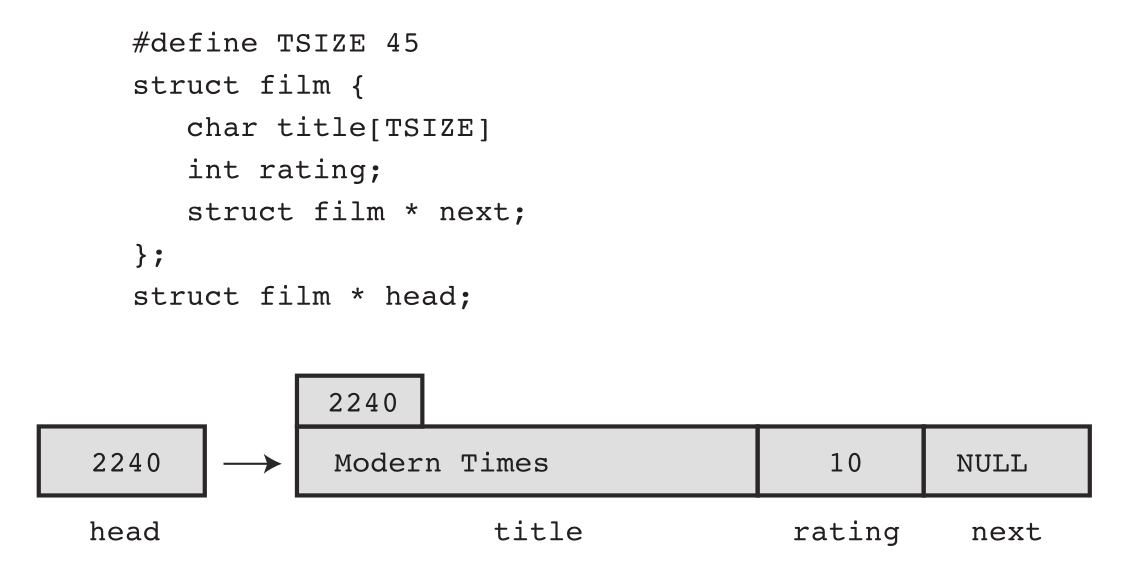 #define TSIZE 45
struct film {
   char title[TSIZE]
   int rating;
   struct film * next;
};
struct film * head;
2240
2240 Modern Times 10 NULL
head title rating next